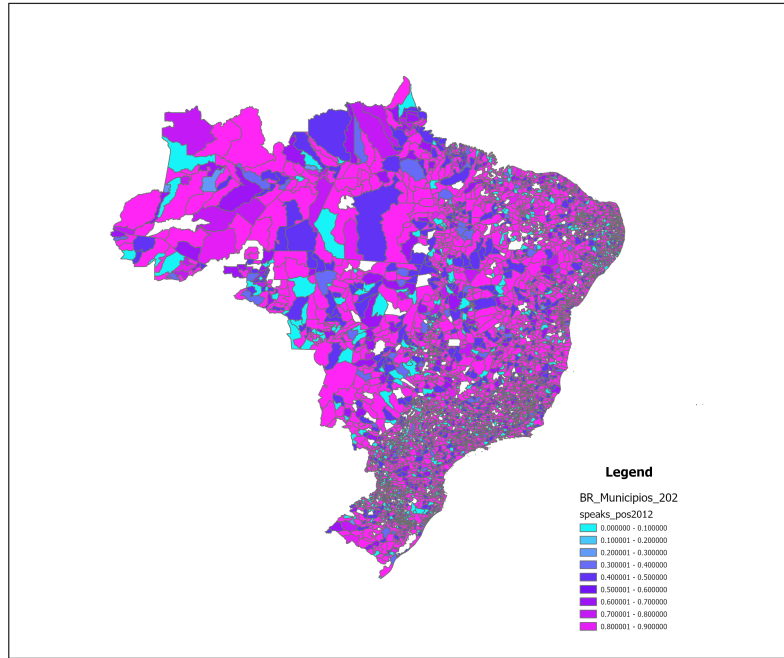 Legend
BR_Municipios_202
speaks_pos2012
0.000000 - 0.100000
0.100001 - 0.200000
0.200001 - 0.300000
0.300001 - 0.400000
0.400001 - 0.500000
0.500001 - 0.600000
0.600001 - 0.700000
0.700001 - 0.800000
0.800001 - 0.900000